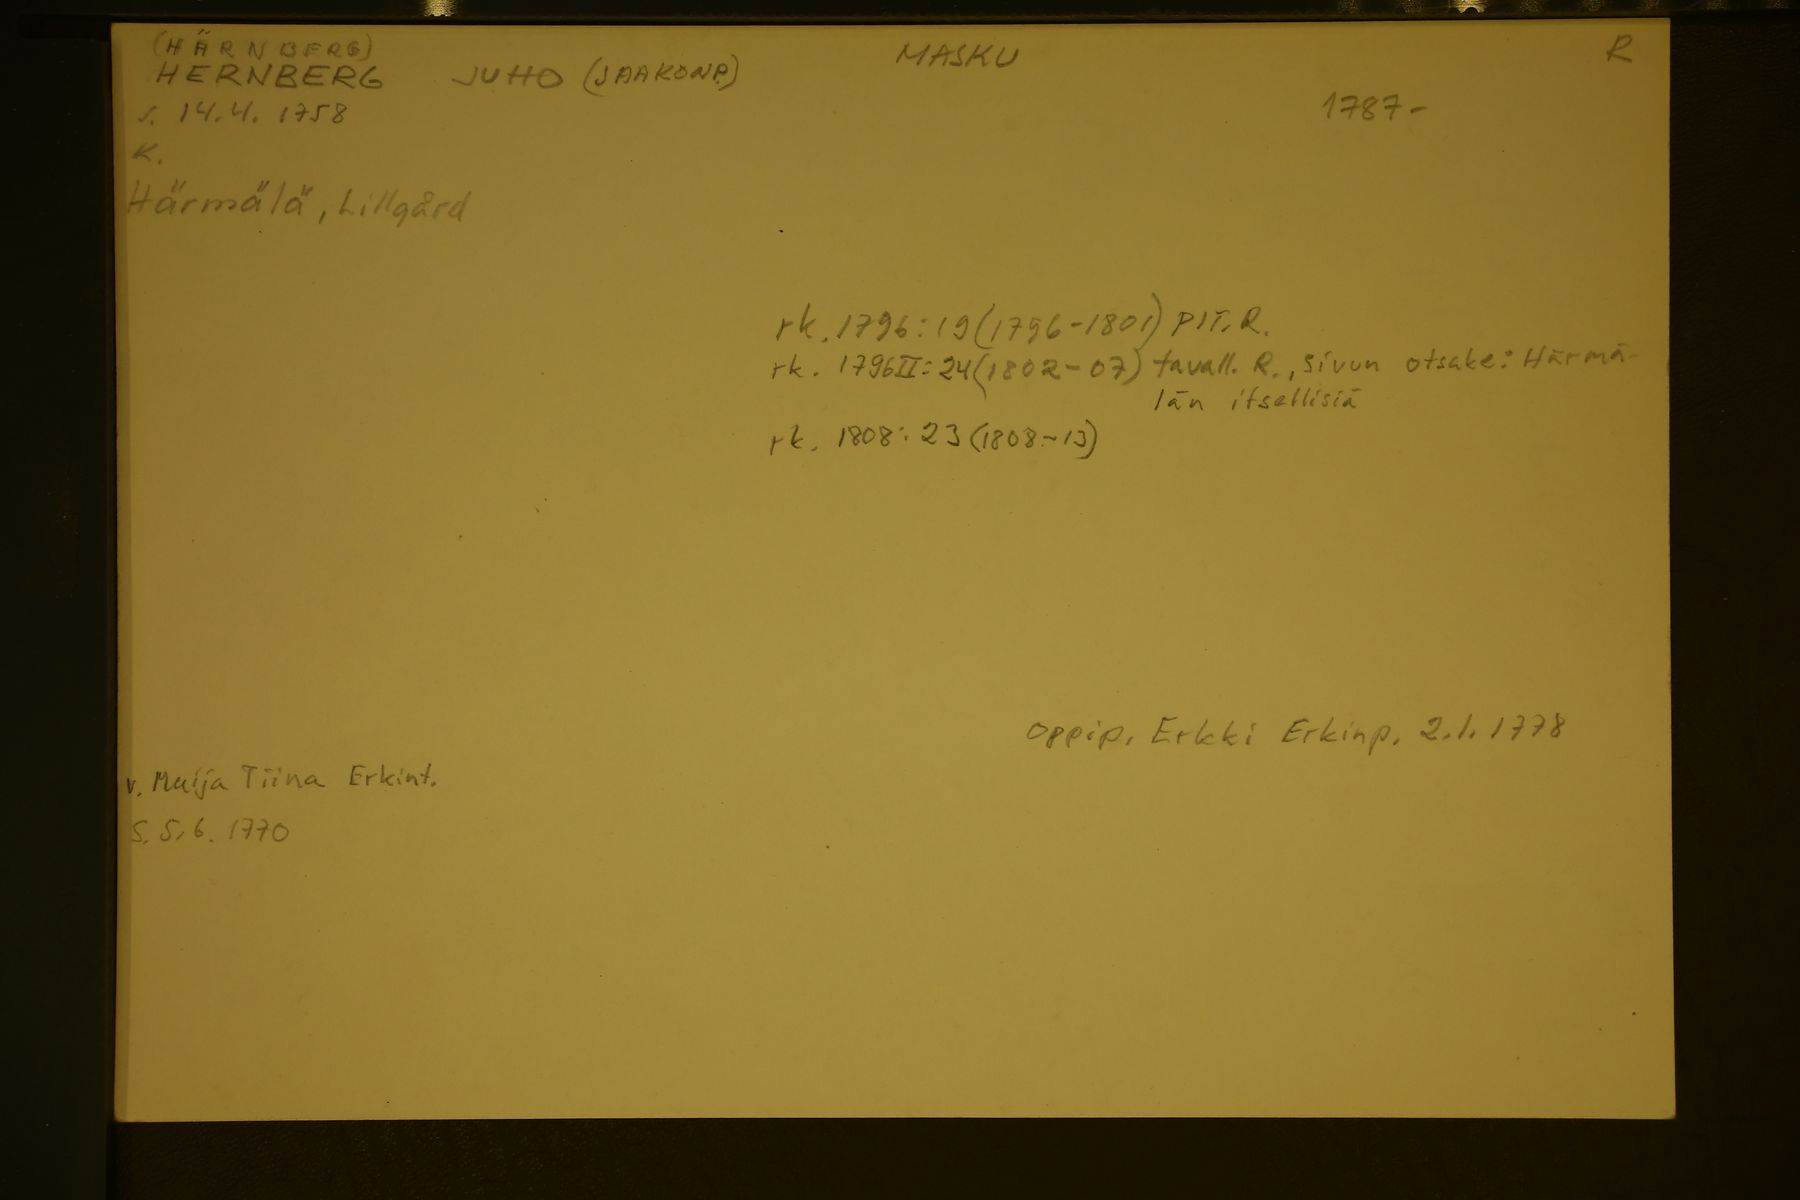 (HÄRNBERG)
HERNBERG JUHO (JAAKONP.) MASKU R
s. 14.4. 1758 1787-
K.
Härmälä, Lillgård
rk. 1796:19 (1796-1801) PIT. R.
rk. 1796II:24 (1802-07) tavall. R., sivun otsake: Härmä-
län itsellisiä
rk. 1808:23 (1808-13)
oppip. Erkki Erkinp. 2.1.1778
v. Maija Tiina Erkint.
s. 5.6. 1770